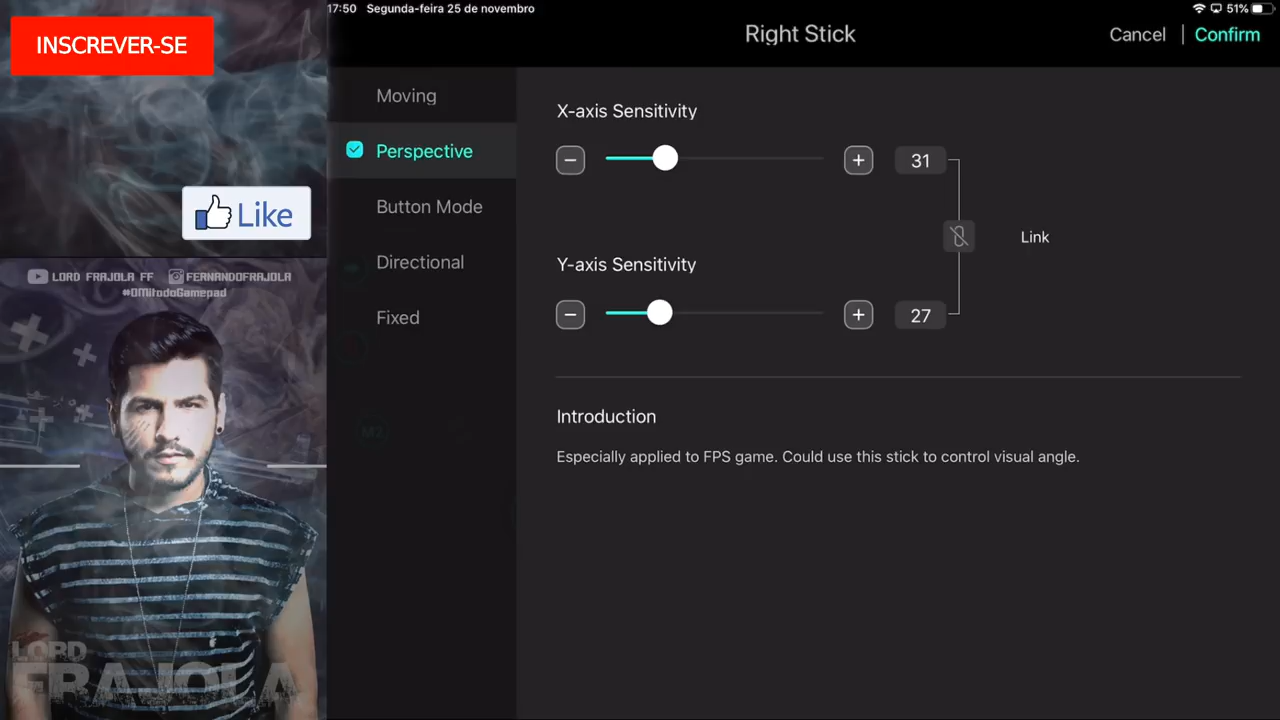 INSCREVER-SE
Like
LORD FRAJOLA FF FERNANDOFRAJOLA
#OMitodoGamepad
LORD
FRAJOLA
17:50 Segunda-feira 25 de novembro
51%
Right Stick
Cancel
Confirm
Moving
Perspective
Button Mode
Directional
Fixed
X-axis Sensitivity
31
Link
Y-axis Sensitivity
27
Introduction
Especially applied to FPS game. Could use this stick to control visual angle.